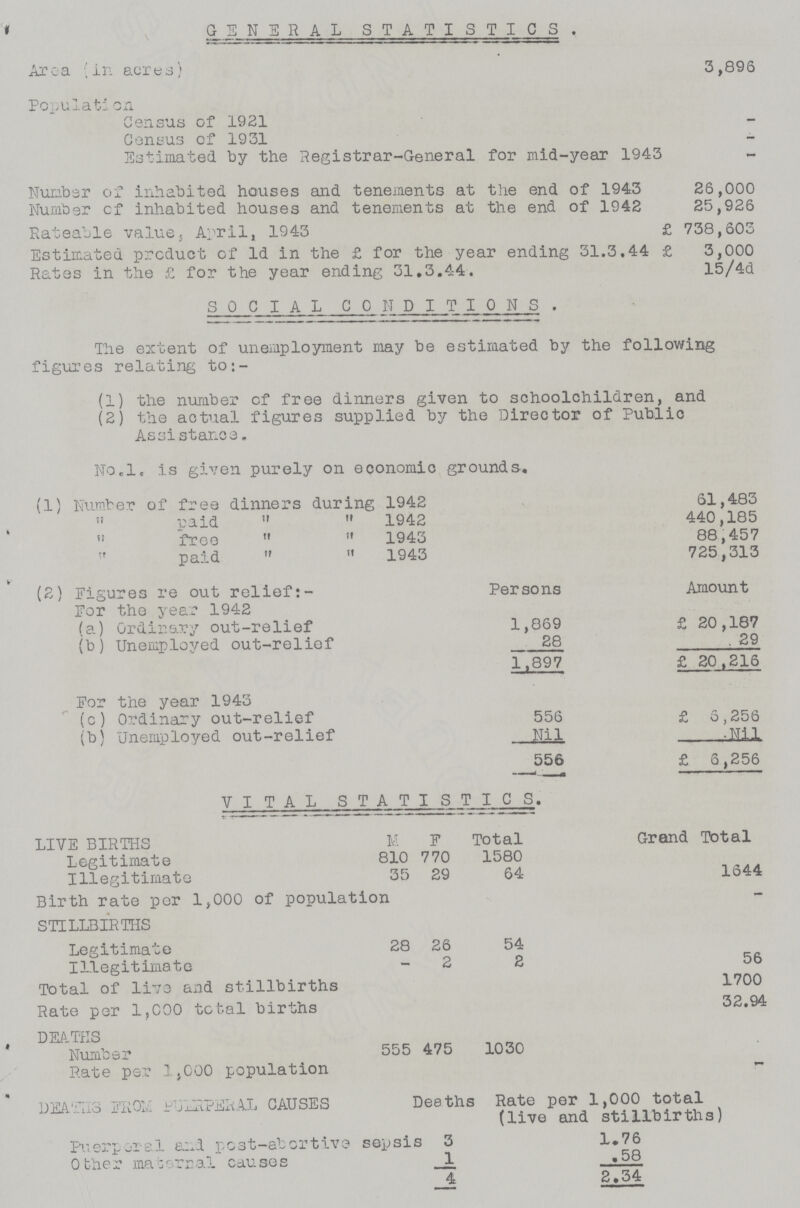 GENERAL STATISTICS.
Area (in acres) 3,896
Population
Census of 1921 -
Census of 1931 -
Estimated by the Registrar-General for mid-year 1943 -
Number of inhabited houses and tenements at the end of 1943 26,000
Number of inhabited houses and tenements at the end of 1942 25,926
Rateable value, April, 1943 £ 738,603
Estimated product of 1d in the £ for the year ending 31.3.44 £ 3,000
Rates in the £ for the year ending 31.3.44. 15/4d
SOCIAL CONDITIONS.
The extent of unemployment may be estimated by the following
figures relating to:-
(1) the number of free dinners given to schoolchildren, and
(2) the actual figures supplied by the Director of Public
Assistance.
No.1. is given purely on economic grounds.
(1) Number of free dinners during 1942 61,483
" paid " " 1942 440,185
" free " " 1943 88,457
" paid " " 1943 725,313
(2) Figures re out relief:- Persons Amount
For the year 1942
(a) Ordinary out-relief 1,869 £ 20,187
(b) Unemployed out-relief 28 29
1,897 £ 20,216
For the year 1943
(c) Ordinary out-relief 556 £ 6,256
(b) Unemployed out-relief Nil Nil
556 £ 6,256
VITAL STATISTICS.
LIVE BIRTHS M F Total Grand Total
Legitimate 810 770 1580
Illegitimate 35 29 64 1644
Birth rate per 1,000 of population -
STILLBIRTHS
Legitimate 28 26 54
Illegitimate - 2 2 56
Total of live and stillbirths 1700
Rate per 1,000 total births 32.94
DEATHS
Number 555 475 1030
Rate per 1,000 population -
DEATHS FROM PUERPERAL CAUSES Deaths Rate per 1,000 total
(live and stillbirths)
Puerperal and post-abortive sepsis 3 1.76
Other maternal causes 1 .58
4 2.34